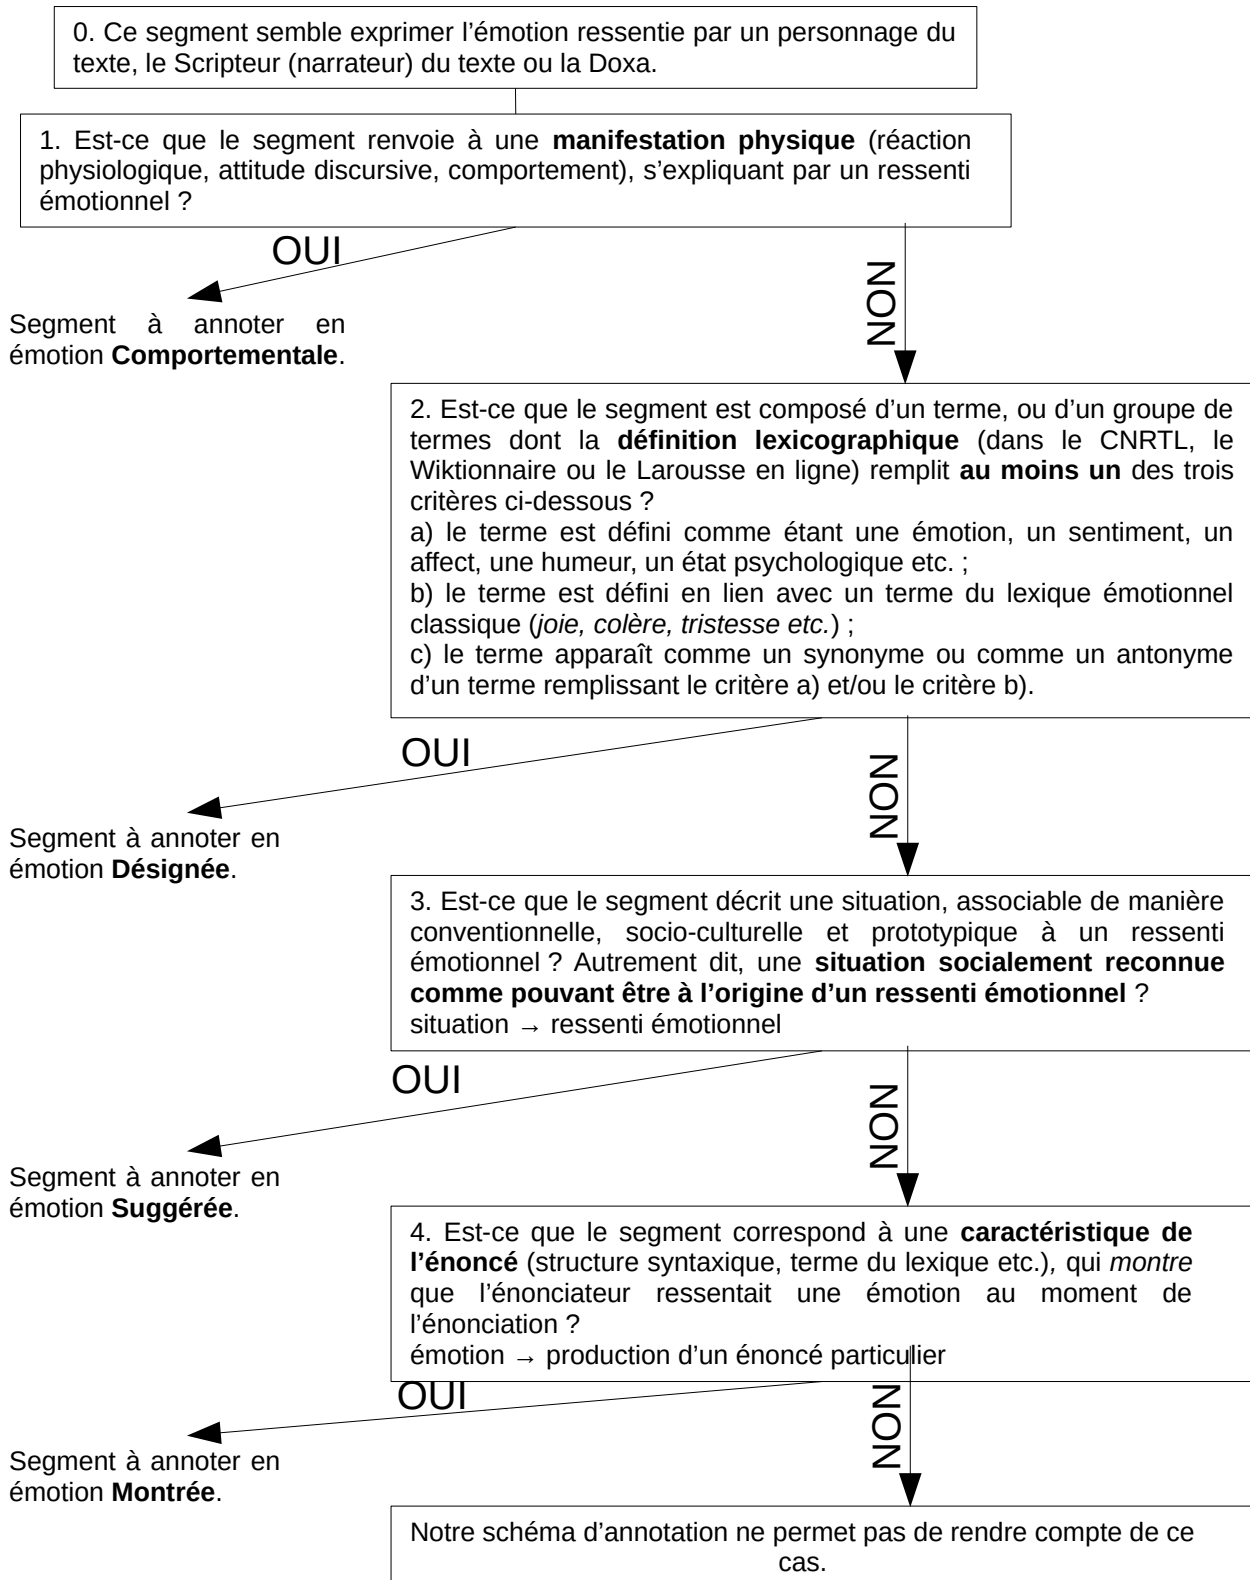 0. Ce segment semble exprimer l’émotion ressentie par un personnage du
texte, le Scripteur (narrateur) du texte ou la Doxa.
1. Est-ce que le segment renvoie à une manifestation physique (réaction
physiologique, attitude discursive, comportement), s’expliquant par un ressenti
émotionnel ?
OUI
NON
Segment à annoter en
émotion Comportementale.
2. Est-ce que le segment est composé d’un terme, ou d’un groupe de
termes dont la définition lexicographique (dans le CNRTL, le
Wiktionnaire ou le Larousse en ligne) remplit au moins un des trois
critères ci-dessous ?
a) le terme est défini comme étant une émotion, un sentiment, un
affect, une humeur, un état psychologique etc. ;
b) le terme est défini en lien avec un terme du lexique émotionnel
classique (joie, colère, tristesse etc.) ;
c) le terme apparaît comme un synonyme ou comme un antonyme
d’un terme remplissant le critère a) et/ou le critère b).
OUI
NON
Segment à annoter en
émotion Désignée.
3. Est-ce que le segment décrit une situation, associable de manière
conventionnelle, socio-culturelle et prototypique à un ressenti
émotionnel ? Autrement dit, une situation socialement reconnue
comme pouvant être à l’origine d’un ressenti émotionnel ?
situation → ressenti émotionnel
OUI
NON
Segment à annoter en
émotion Suggérée.
4. Est-ce que le segment correspond à une caractéristique de
l’énoncé (structure syntaxique, terme du lexique etc.), qui montre
que l’énonciateur ressentait une émotion au moment de
l’énonciation ?
émotion → production d’un énoncé particulier
OUI
NON
Segment à annoter en
émotion Montrée.
Notre schéma d’annotation ne permet pas de rendre compte de ce
cas.